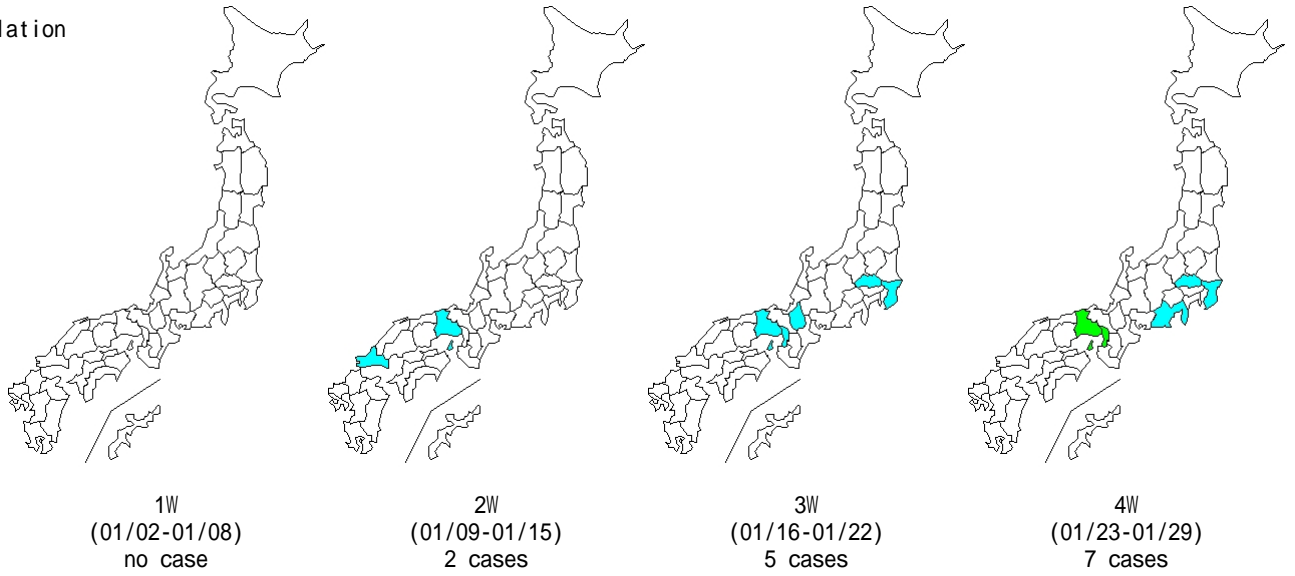 lation
1W
(01/02-01/08)
no case
2W
(01/09-01/15)
2 cases
3W
(01/16-01/22)
5 cases
4W
(01/23-01/29)
7 cases